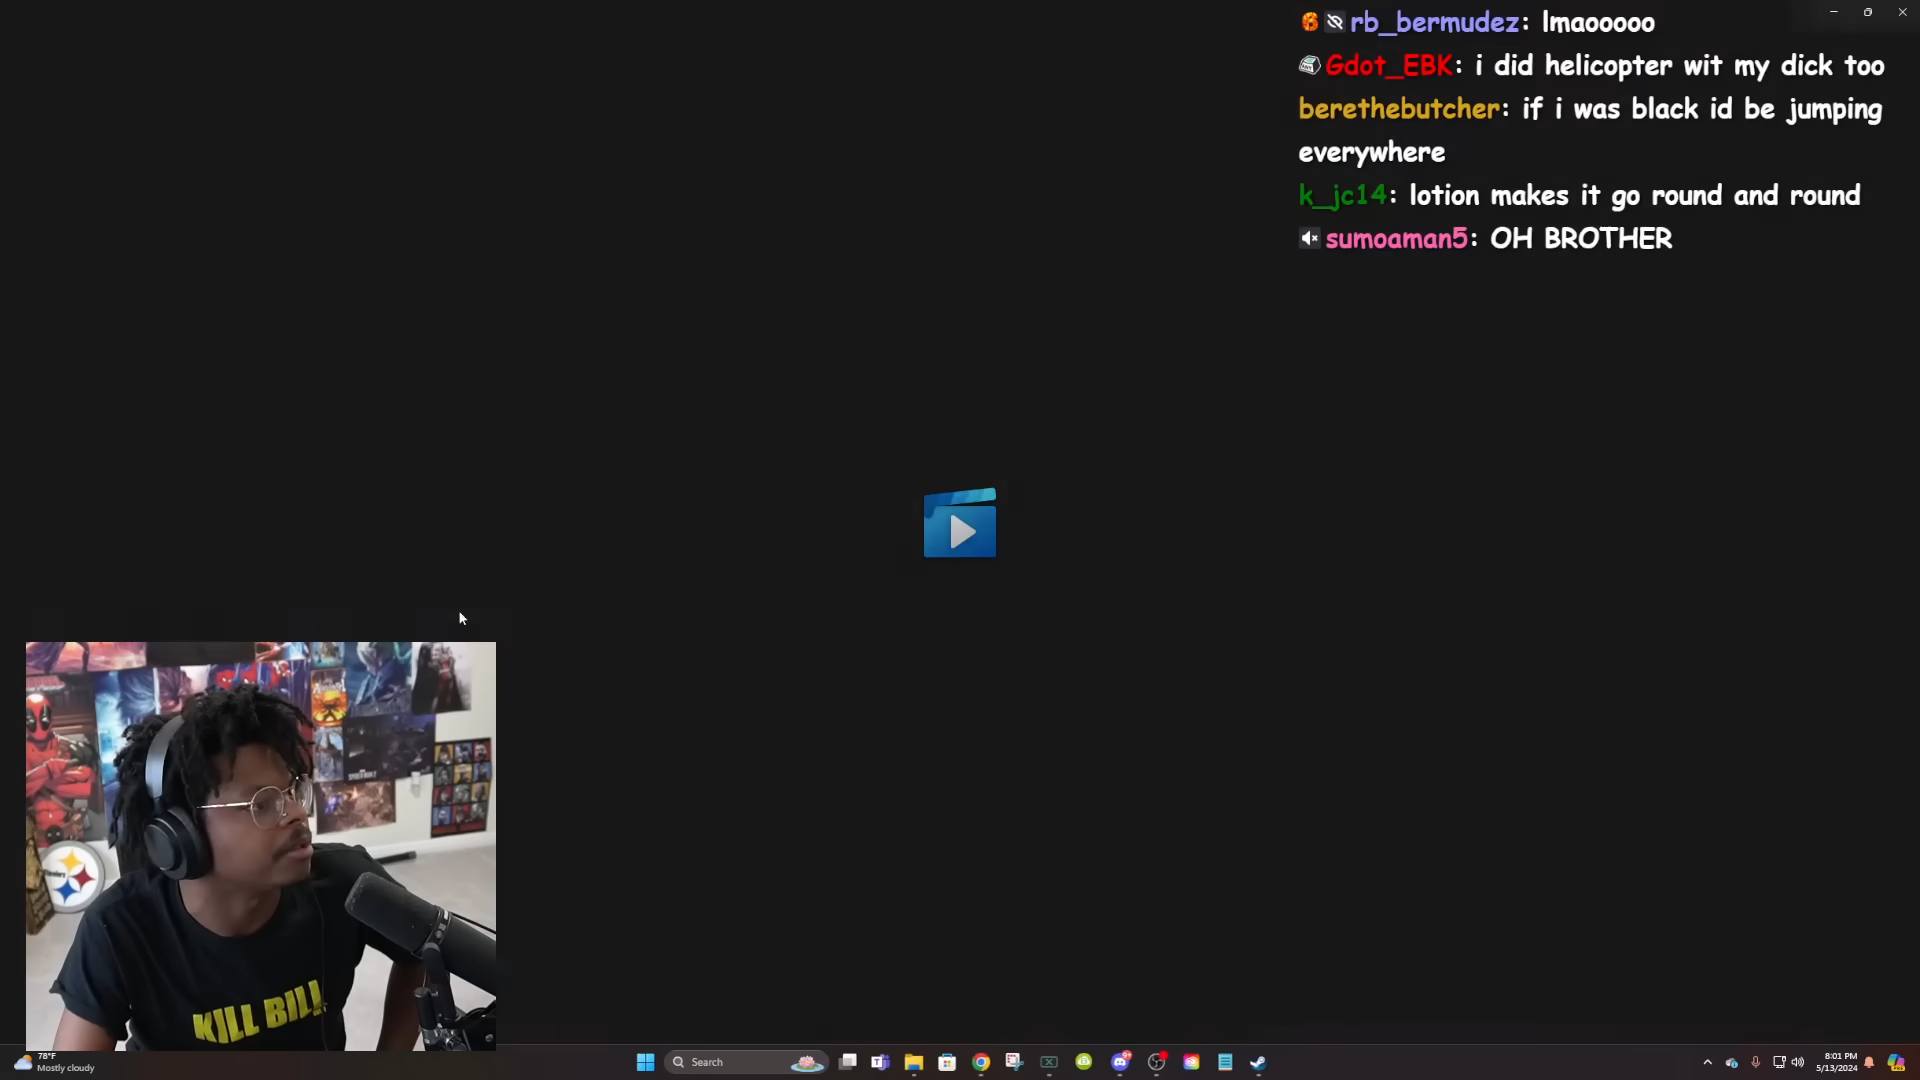 rb_bermudez: lmaooooo
Gdot_EBK: i did helicopter wit my dick too
berethebutcher: if i was black id be jumping
everywhere
k_jc14: lotion makes it go round and round
sumoaman5: OH BROTHER
Steelers
KILL BILL
78°F
Mostly cloudy
Search
8:01 PM
5/13/2024